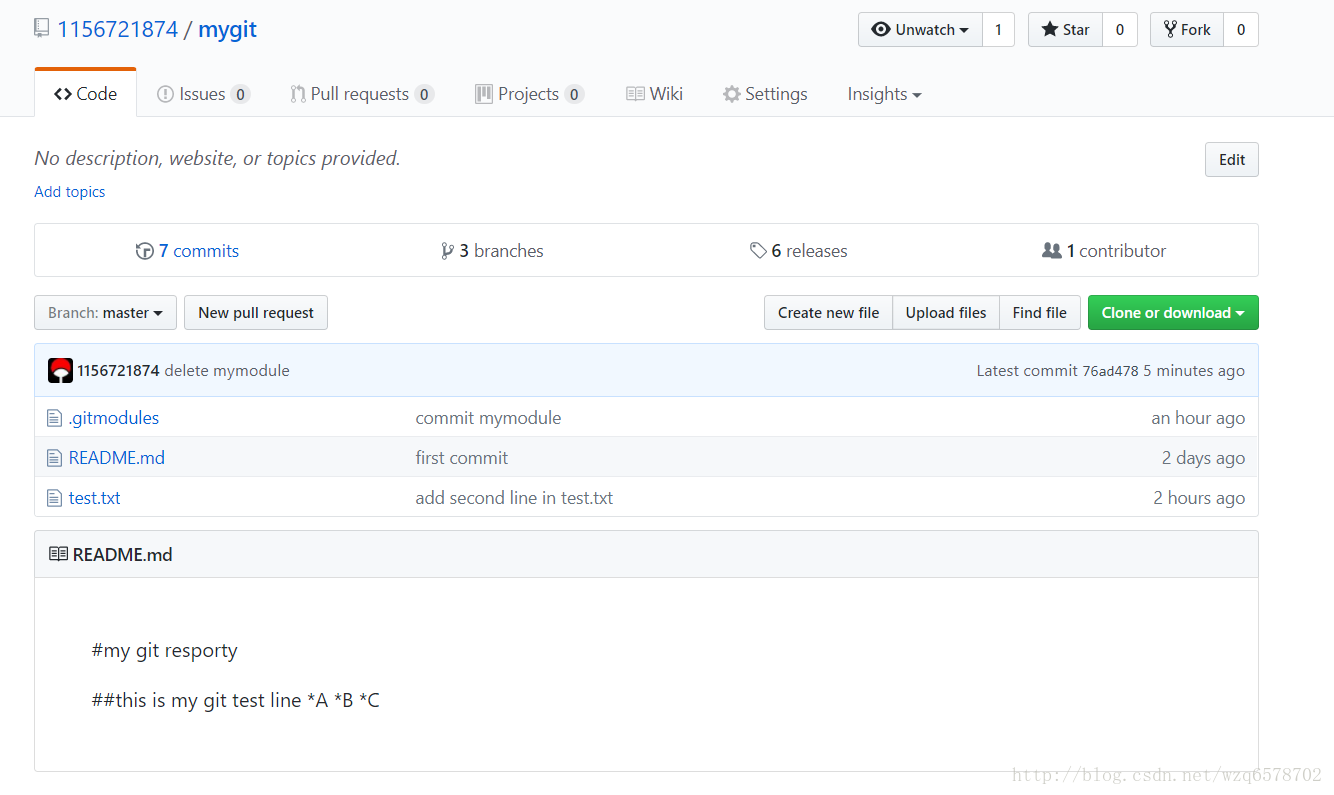 1156721874 / mygit
Unwatch 1 Star 0 Fork 0
Code Issues 0 Pull requests 0 Projects 0 Wiki Settings Insights
No description, website, or topics provided. Edit
Add topics
7 commits 3 branches 6 releases 1 contributor
Branch: master New pull request Create new file Upload files Find file Clone or download
1156721874 delete mymodule Latest commit 76ad478 5 minutes ago
.gitmodules commit mymodule an hour ago
README.md first commit 2 days ago
test.txt add second line in test.txt 2 hours ago
README.md
#my git resporty
##this is my git test line *A *B *C
http://blog.csdn.net/wzq6578702